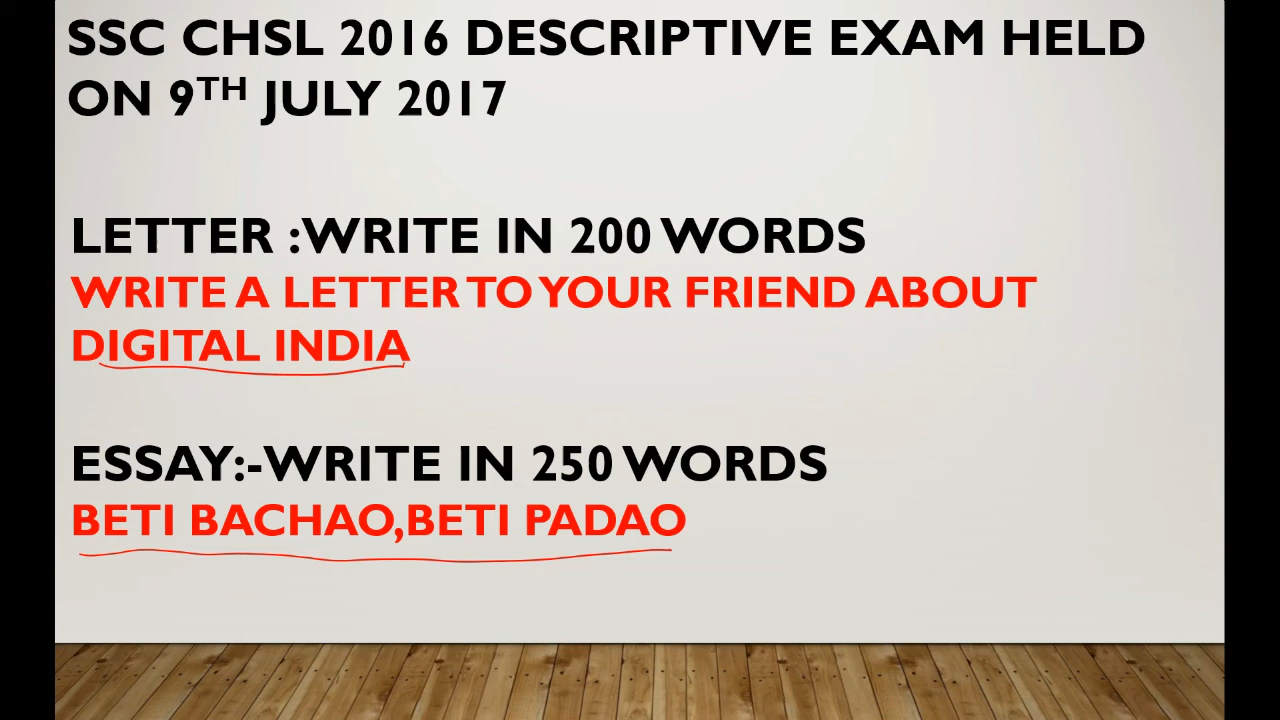 SSC CHSL 2016 DESCRIPTIVE EXAM HELD
ON 9TH JULY 2017
LETTER :WRITE IN 200 WORDS
WRITE A LETTER TO YOUR FRIEND ABOUT
DIGITAL INDIA
ESSAY:-WRITE IN 250 WORDS
BETI BACHAO,BETI PADAO